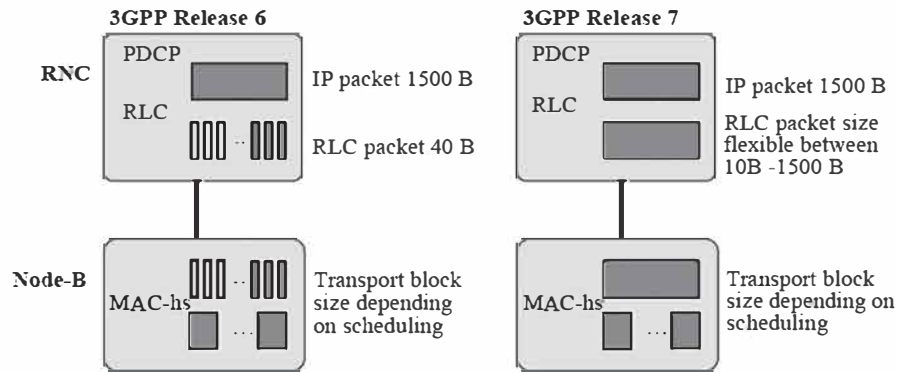 3GPP Release 6
RNC
PDCP
IP packet 1500 B
RLC
RLC packet 40 B
Node-B
MAC-hs
Transport block
size depending
on scheduling
3GPP Release 7
PDCP
IP packet 1500 B
RLC
RLC packet size
flexible between
10B -1500 B
MAC-hs
Transport block
size depending on
scheduling